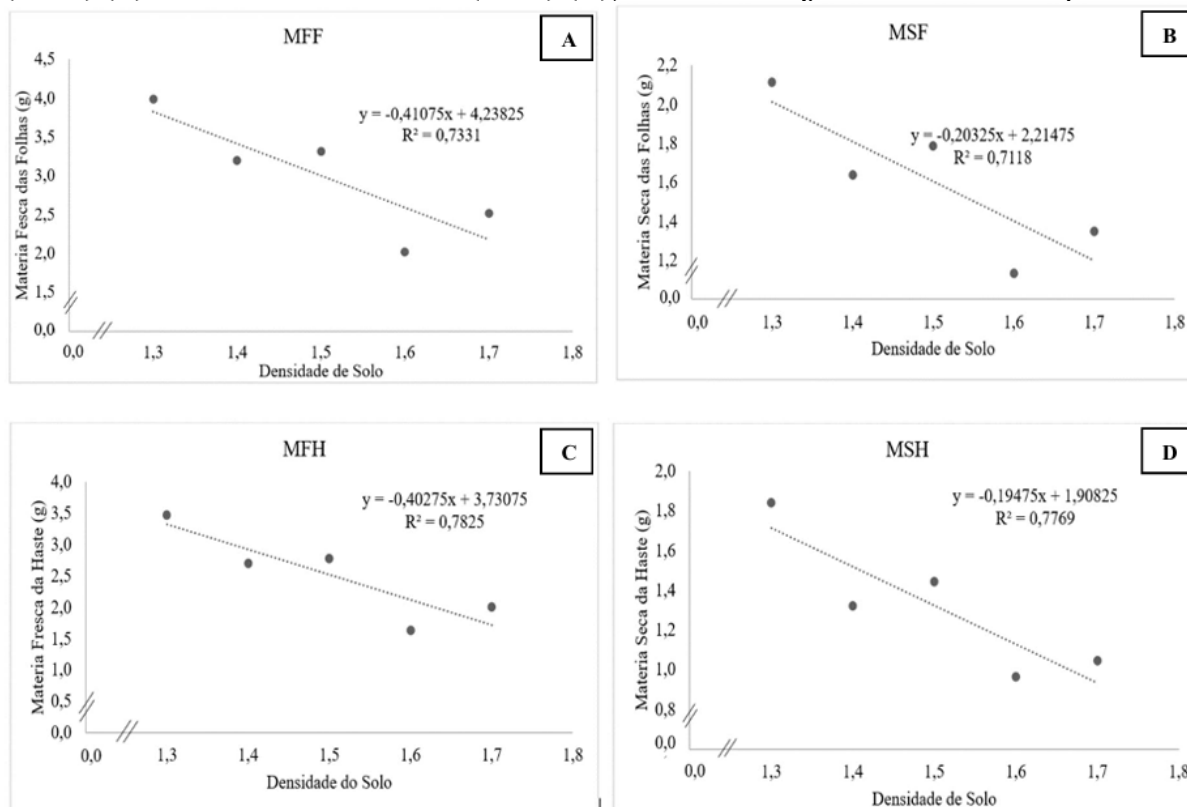 MFF
A
Materia Fesca das Folhas (g)
4,5
4,0
3,5
3,0
2,5
2,0
1,5
0,0
y = -0,41075x + 4,23825
R² = 0,7331
0,0 1,3 1,4 1,5 1,6 1,7 1,8
Densidade de Solo
MSF
B
Materia Seca das Folhas (g)
2,2
2,0
1,8
1,6
1,4
1,2
0,0
y = -0,20325x + 2,21475
R² = 0,7118
0,0 1,3 1,4 1,5 1,6 1,7 1,8
Densidade de Solo
MFH
C
Materia Fresca da Haste (g)
4,0
3,5
3,0
2,5
2,0
1,5
1,0
0,5
0,0
y = -0,40275x + 3,73075
R² = 0,7825
0,0 1,3 1,4 1,5 1,6 1,7 1,8
Densidade do Solo
MSH
D
Materia Seca da Haste (g)
2,0
1,8
1,6
1,4
1,2
1,0
0,8
0,0
y = -0,19475x + 1,90825
R² = 0,7769
0,0 1,3 1,4 1,5 1,6 1,7 1,8
Densidade de Solo